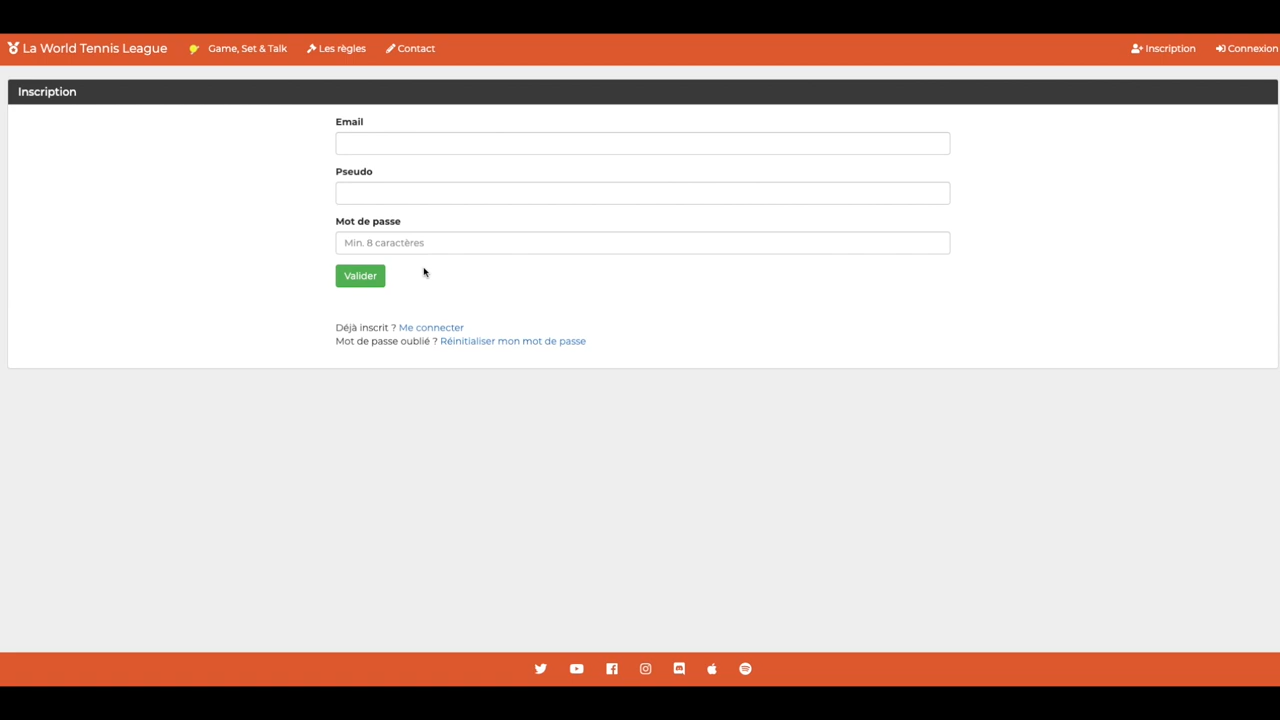 La World Tennis League Game, Set & Talk Les règles Contact Inscription Connexion
Inscription
Email
Pseudo
Mot de passe
Min. 8 caractères
Valider
Déjà inscrit ? Me connecter
Mot de passe oublié ? Réinitialiser mon mot de passe